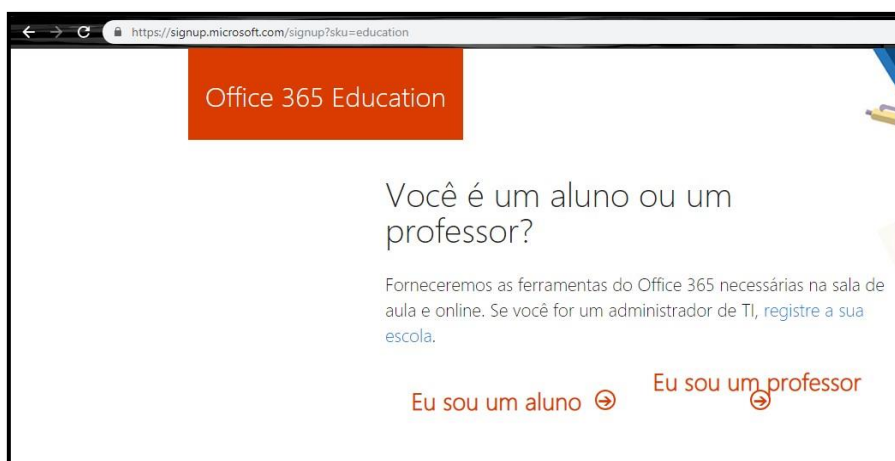 https://signup.microsoft.com/signup?sku=education
Office 365 Education
Você é um aluno ou um
professor?
Forneceremos as ferramentas do Office 365 necessárias na sala de
aula e online. Se você for um administrador de TI, registre a sua
escola.
Eu sou um aluno
Eu sou um professor